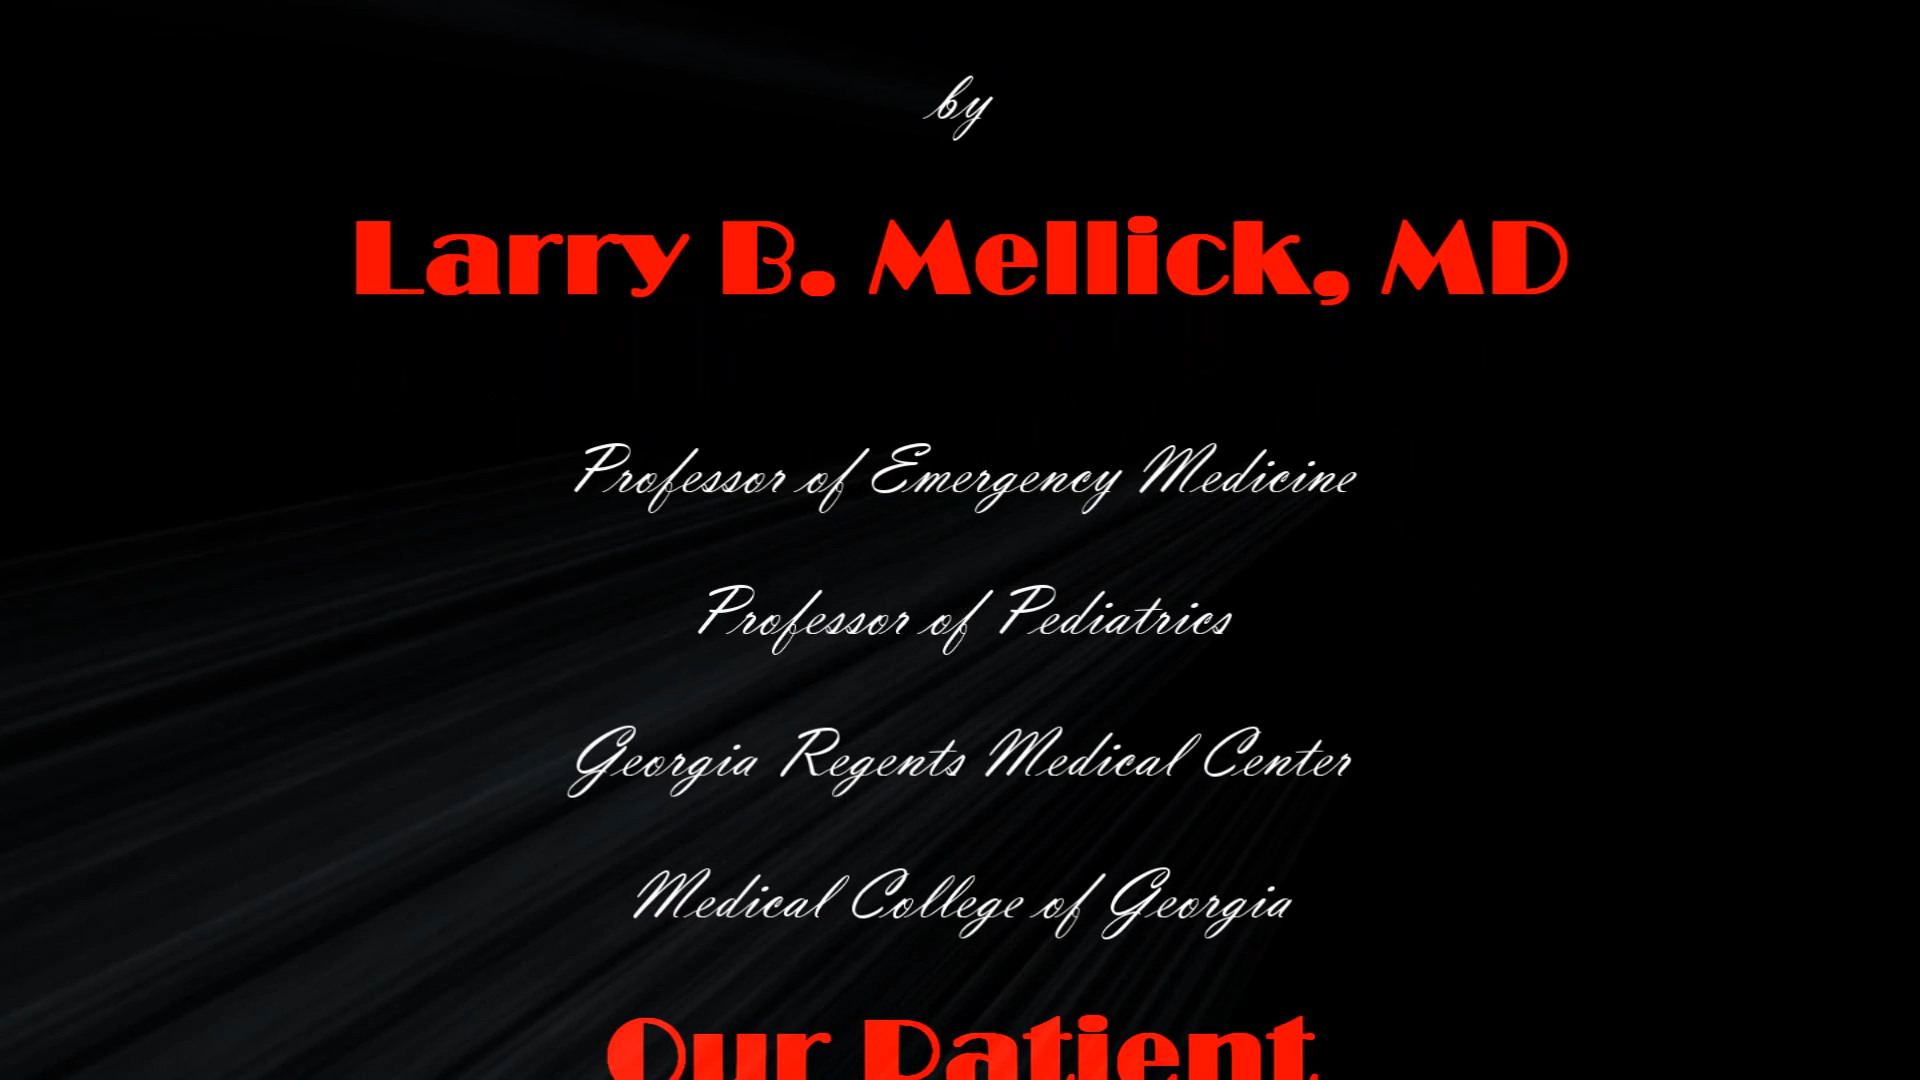 by
Larry B. Mellick, MD
Professor of Emergency Medicine
Professor of Pediatrics
Georgia Regents Medical Center
Medical College of Georgia
Our Patient